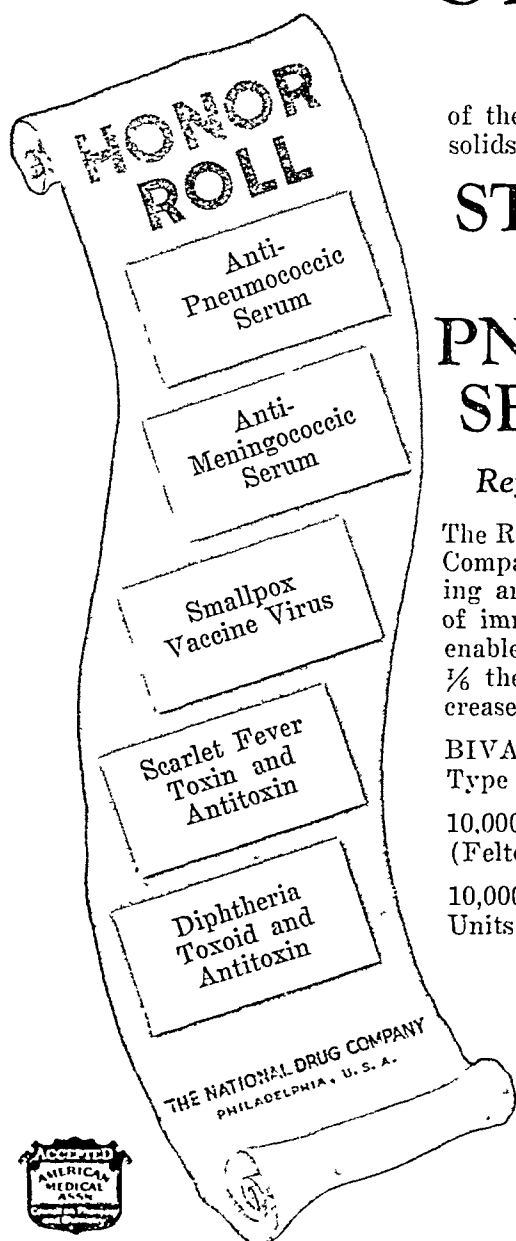 HONOR
ROLL
Anti-
Pneumococcic
Serum
Anti-
Meningococcic
Serum
Smallpox
Vaccine Virus
Scarlet Fever
Toxin and
Antitoxin
Diphtheria
Toxoid and
Antitoxin
THE NATIONAL DRUG COMPANY
PHILADELPHIA, U. S. A.
ACCEPTED
AMERICAN
MEDICAL
ASSN.
of the
solids
ST
PN
SE
Re
The R
Compa
ing an
of imm
enable
1/6 the
crease
BIVA
Type
10,000
(Felto
10,000
Units